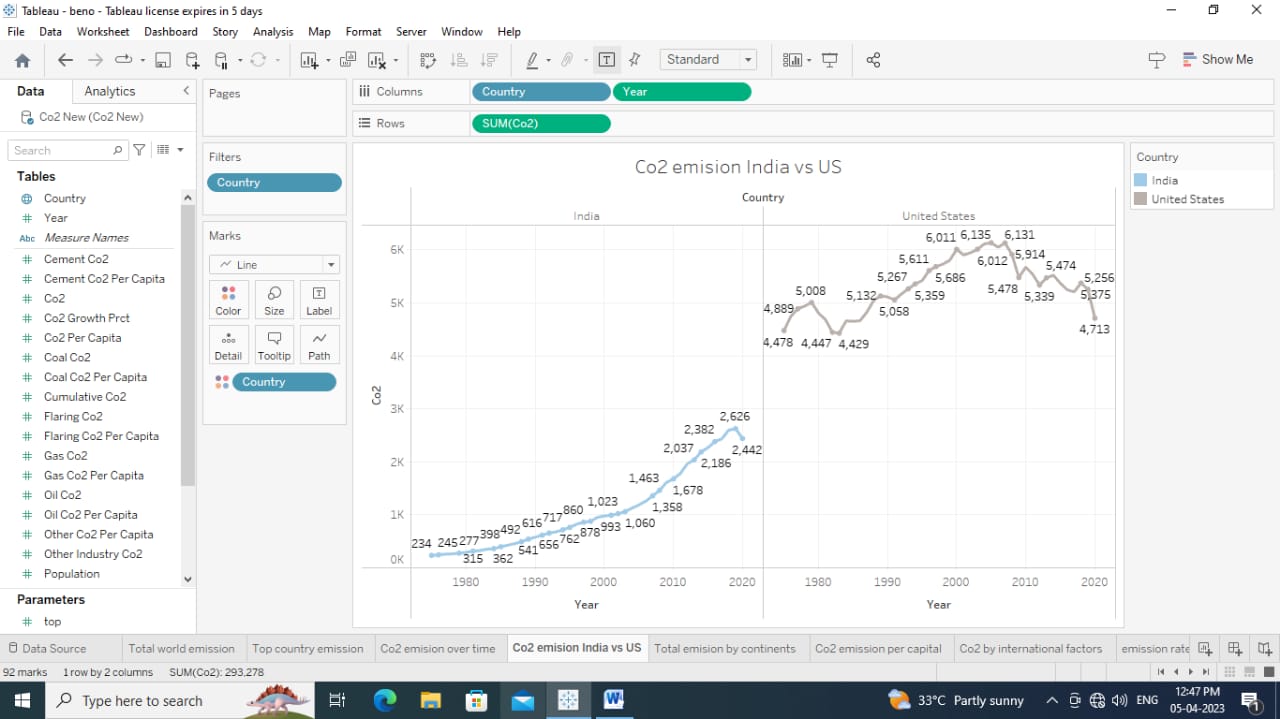 Tableau - beno - Tableau license expires in 5 days
File Data Worksheet Dashboard Story Analysis Map Format Server Window Help
Standard
Show Me
Data Analytics
Co2 New (Co2 New)
Search
Tables
Country
Year
Abc Measure Names
Cement Co2
Cement Co2 Per Capita
Co2
Co2 Growth Prct
Co2 Per Capita
Coal Co2
Coal Co2 Per Capita
Cumulative Co2
Flaring Co2
Flaring Co2 Per Capita
Gas Co2
Gas Co2 Per Capita
Oil Co2
Oil Co2 Per Capita
Other Co2 Per Capita
Other Industry Co2
Population
Parameters
top
Pages
Filters
Country
Marks
Line
Color Size Label
Detail Tooltip Path
Country
Columns Country Year
Rows SUM(Co2)
Co2 emision India vs US
Country
India United States
Co2
6K
5K
4K
3K
2K
1K
0K
234 245 277 315 398 362 492 541 616 656 717 762 860 878 1,023 993 1,060 1,463 1,358 1,678 2,037 2,186 2,382 2,626 2,442
4,478 4,889 5,008 4,447 4,429 5,132 5,058 5,267 5,359 5,611 5,686 6,011 6,135 6,012 6,131 5,478 5,914 5,339 5,474 5,375 5,256 4,713
1980 1990 2000 2010 2020 1980 1990 2000 2010 2020
Year Year
Country
India
United States
Data Source Total world emission Top country emission Co2 emision over time Co2 emision India vs US Total emision by continents Co2 emission per capital Co2 by international factors emission rate
92 marks 1 row by 2 columns SUM(Co2): 293,278
Type here to search
33°C Partly sunny
ENG
12:47 PM
05-04-2023
1